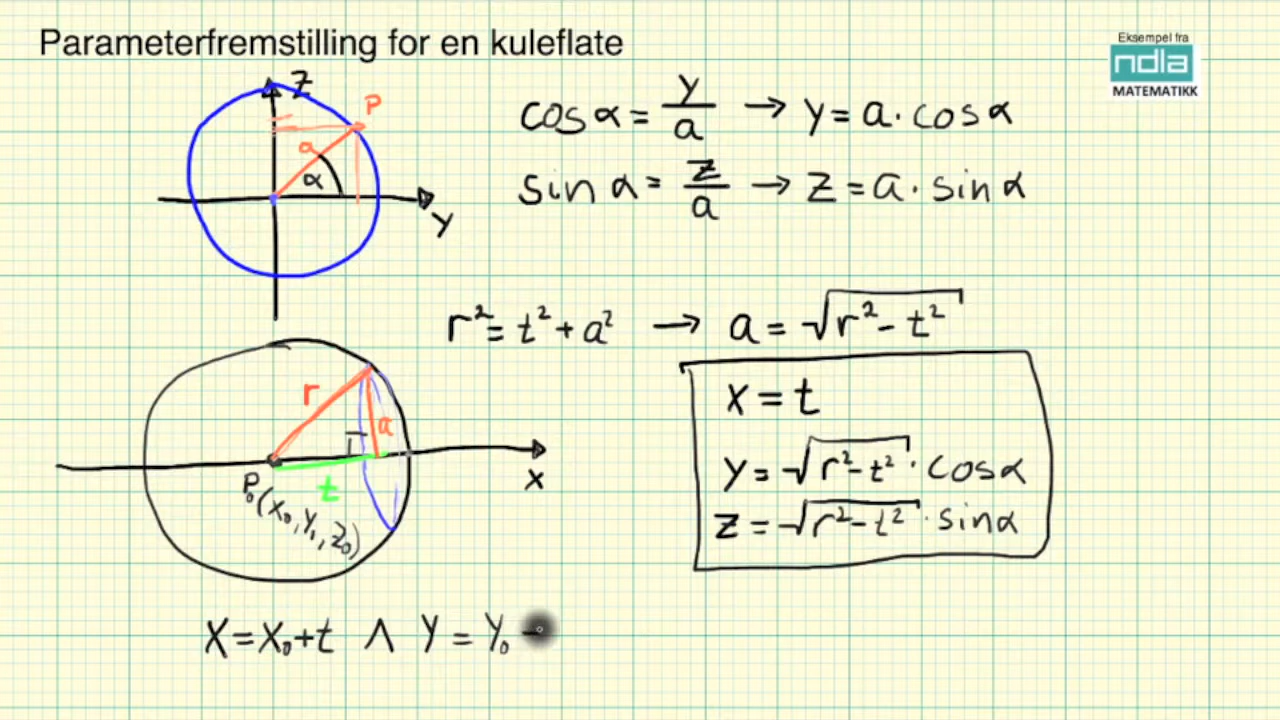 Parameterfremstilling for en kuleflate
Eksempel fra
ndla
MATEMATIKK
Z
P
a
α
Y
cos α = y/a → y = a · cos α
sin α = z/a → z = a · sin α
r² = t² + a² → a = √(r² - t²)
r
a
t
X
P₀(X₀, Y₁, Z₀)
X = t
Y = √(r² - t²) · cos α
Z = √(r² - t²) · sin α
X = X₀ + t ∧ Y = Y₀ -